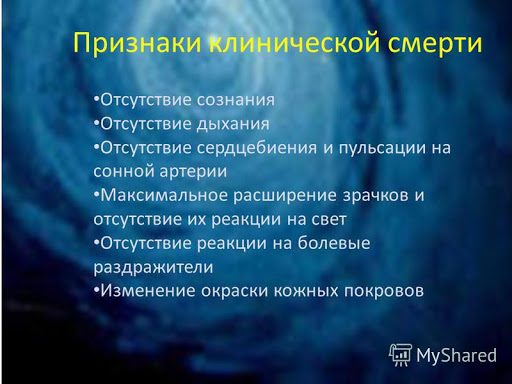 Признаки клинической смерти
•Отсутствие сознания
•Отсутствие дыхания
•Отсутствие сердцебиения и пульсации на
сонной артерии
•Максимальное расширение зрачков и
отсутствие их реакции на свет
•Отсутствие реакции на болевые
раздражители
•Изменение окраски кожных покровов
MyShared